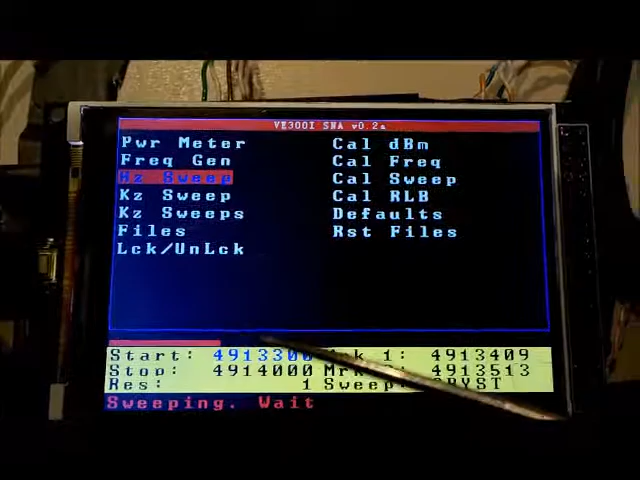 VE3OOI SNA v0.2a
Pwr Meter
Freq Gen
Hz Sweep
Kz Sweep
Kz Sweeps
Files
Lck/UnLck
Cal dBm
Cal Freq
Cal Sweep
Cal RLB
Defaults
Rst Files
Start: 4913300 1: 4913409
Stop: 4914000 4913513
Res: 1 Sweep:
Sweeping. Wait